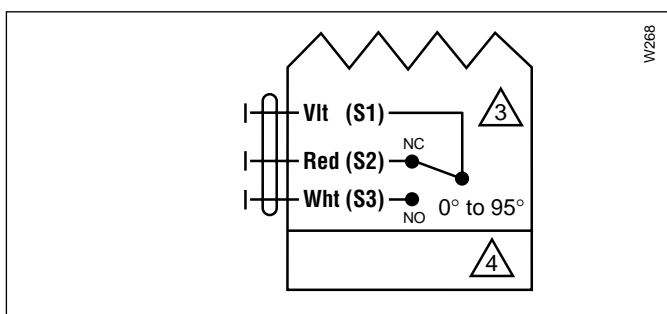 W268
Vlt (S1)
3
NC
Red (S2)
Wht (S3)
NO
0° to 95°
4